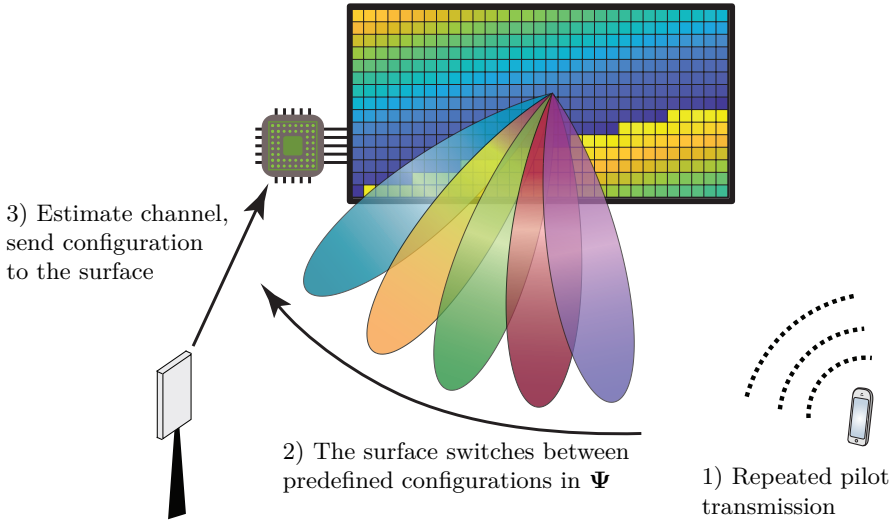 3) Estimate channel,
send configuration
to the surface
2) The surface switches between
predefined configurations in Ψ
1) Repeated pilot
transmission